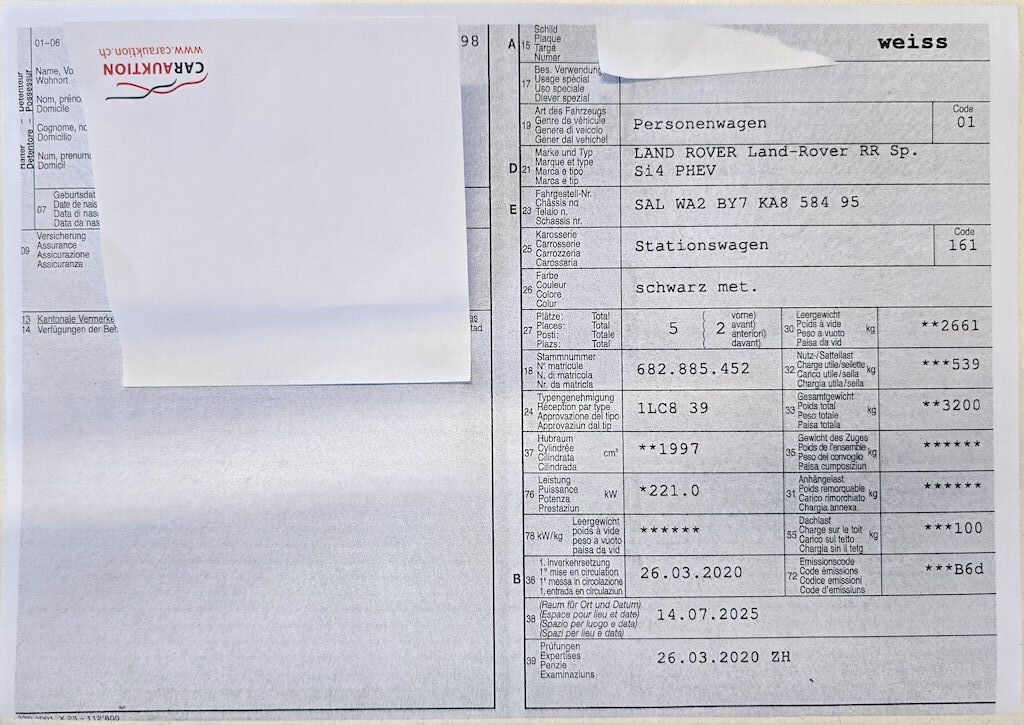 01-06
98
www.carauktion.ch
CARAUKTION
Name, Vo
Wohnort
Nom, préno
Domicile
Cognome, no
Domicilio
Num, prenum
Domicil
07
Geburtsdat
Date de nais
Data di nas
Data da nas
09
Versicherung
Assurance
Assicurazione
Assicuranza
13 Kantonale Vermerke
14 Verfügungen der Beh
A 15
Schild
Plaque
Targa
Numer
weiss
17
Bes. Verwendung
Usage spécial
Uso speciale
Diever spezial
19
Art des Fahrzeugs
Genre de véhicule
Genere di veicolo
Gener dal vehichel
Personenwagen
Code
01
D 21
Marke und Typ
Marque et type
Marca e tipo
Marca e tip
LAND ROVER Land-Rover RR Sp.
Si4 PHEV
E 23
Fahrgestell-Nr.
Châssis no
Telaio n.
Schassis nr.
SAL WA2 BY7 KA8 584 95
25
Karosserie
Carrosserie
Carrozzeria
Carossaria
Stationswagen
Code
161
26
Farbe
Couleur
Colore
Colur
schwarz met.
27
Plätze: Total
Places: Total
Posti: Totale
Plazs: Total
5
2
vorne)
avant)
anteriori)
davant)
30
Leergewicht
Poids à vide
Peso a vuoto
Paisa da vid
kg
**2661
18
Stammnummer
N° matricule
N. di matricola
Nr. da matricla
682.885.452
32
Nutz-/Sattellast
Charge utile/sellette
Carico utile/sella
Chargia utila/sella
kg
***539
24
Typengenehmigung
Réception par type
Approvazione del tipo
Approvaziun dal tip
1LC8 39
33
Gesamtgewicht
Poids total
Peso totale
Paisa totala
kg
**3200
37
Hubraum
Cylindrée
Cilindrata
Cilindrada
cm³
**1997
35
Gewicht des Zuges
Poids de l'ensemble
Peso del convoglio
Paisa cumposiziun
kg
******
76
Leistung
Puissance
Potenza
Prestaziun
kW
*221.0
31
Anhängelast
Poids remorquable
Carico rimorchiato
Chargia annexa
kg
******
78 kW/kg
Leergewicht
poids à vide
peso a vuoto
paisa da vid
******
55
Dachlast
Charge sur le toit
Carico sul tetto
Chargia sin il tetg
kg
***100
B 36
1. Inverkehrsetzung
1re mise en circulation
1a messa in circolazione
1. entrada en circulaziun
26.03.2020
72
Emissionscode
Code émissions
Codice emissioni
Code d'emissiuns
***B6d
38
(Raum für Ort und Datum)
(Espace pour lieu et date)
(Spazio per luogo e data)
(Spazi per lieu e data)
14.07.2025
39
Prüfungen
Expertises
Perizie
Examinaziuns
26.03.2020 ZH